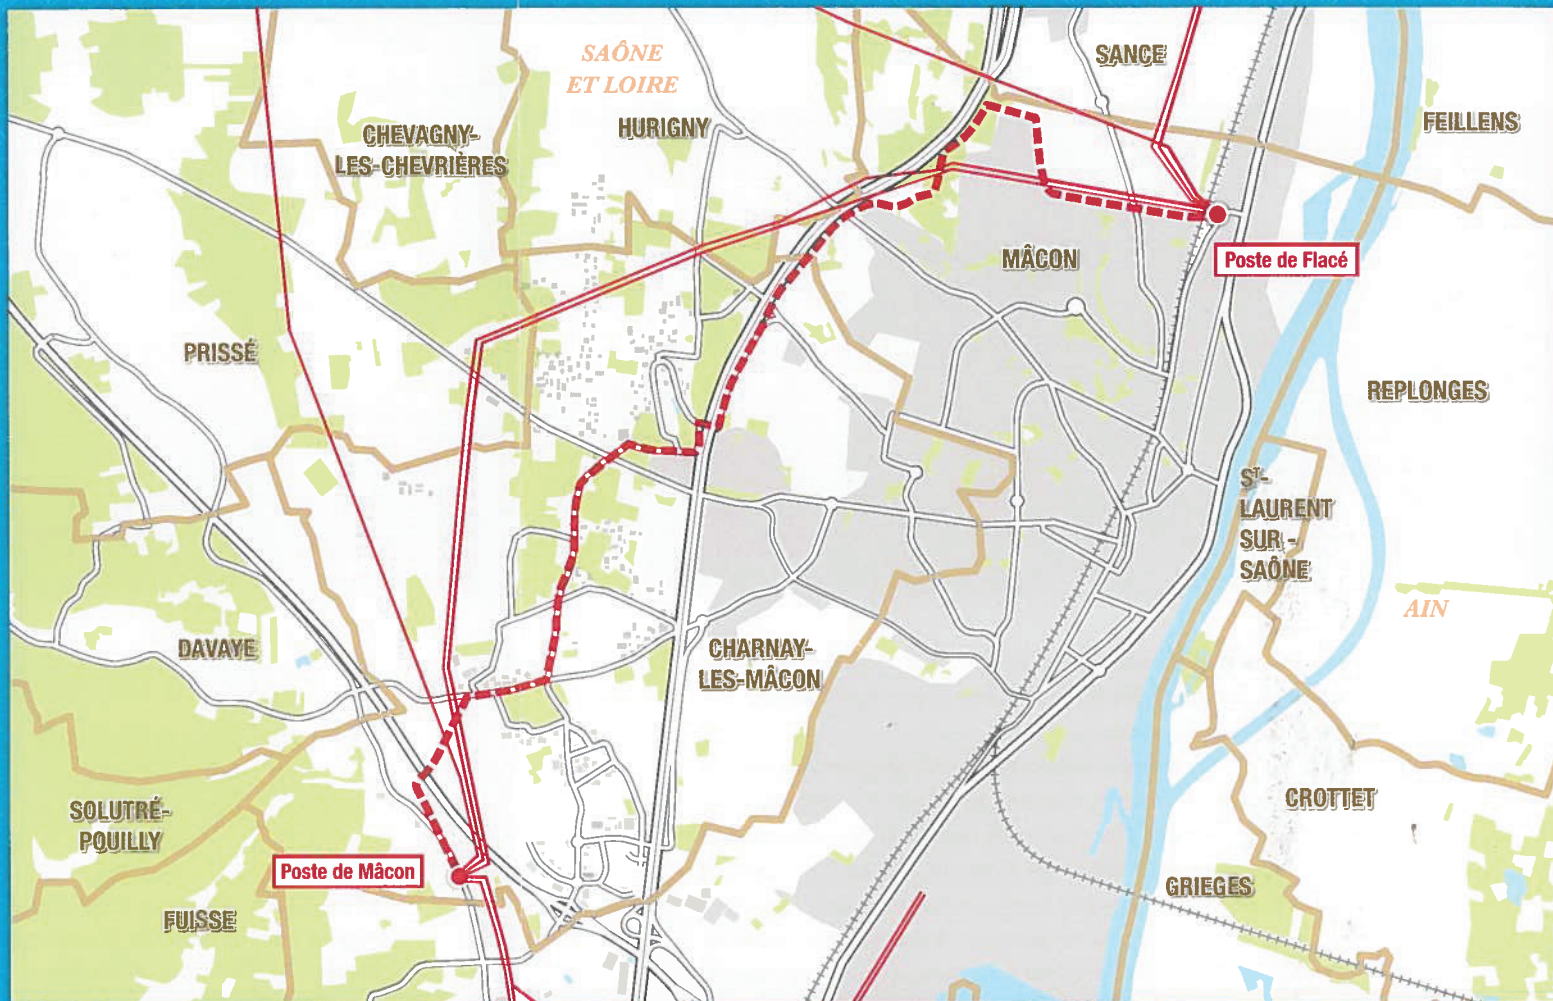 SAÔNE
ET LOIRE
SANCE
CHEVAGNY-
LES-CHEVRIÈRES
HURIGNY
FEILLENS
MÂCON
Poste de Flacé
PRISSÉ
REPLONGES
ST-
LAURENT
SUR -
SAÔNE
AIN
DAVAYE
CHARNAY-
LES-MÂCON
SOLUTRÉ-
POUILLY
CROTTET
Poste de Mâcon
GRIEGES
FUISSE